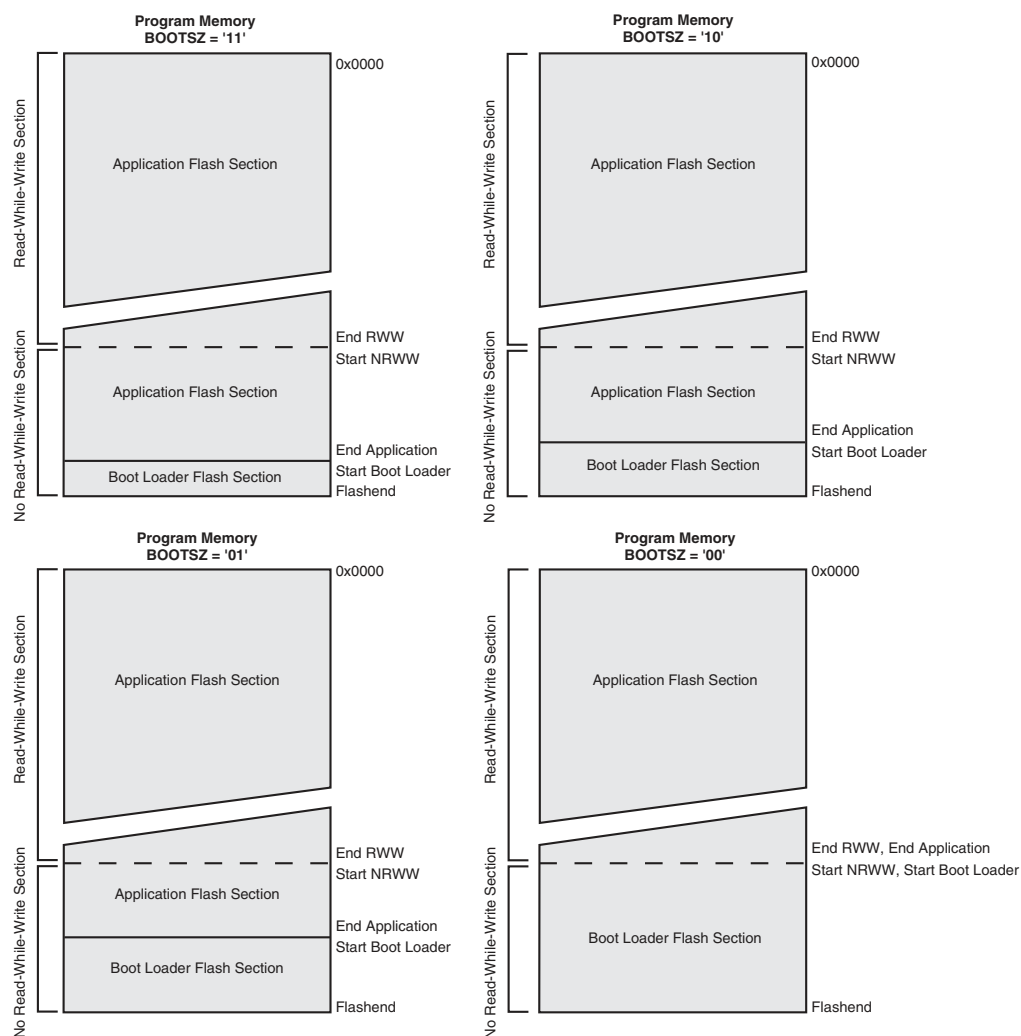 Program Memory
BOOTSZ = '11'
0x0000
Read-While-Write Section
Application Flash Section
End RWW
Start NRWW
No Read-While-Write Section
Application Flash Section
End Application
Start Boot Loader
Boot Loader Flash Section
Flashend
Program Memory
BOOTSZ = '10'
0x0000
Read-While-Write Section
Application Flash Section
End RWW
Start NRWW
No Read-While-Write Section
Application Flash Section
End Application
Start Boot Loader
Boot Loader Flash Section
Flashend
Program Memory
BOOTSZ = '01'
0x0000
Read-While-Write Section
Application Flash Section
End RWW
Start NRWW
No Read-While-Write Section
Application Flash Section
End Application
Start Boot Loader
Boot Loader Flash Section
Flashend
Program Memory
BOOTSZ = '00'
0x0000
Read-While-Write Section
Application Flash Section
End RWW, End Application
Start NRWW, Start Boot Loader
No Read-While-Write Section
Boot Loader Flash Section
Flashend